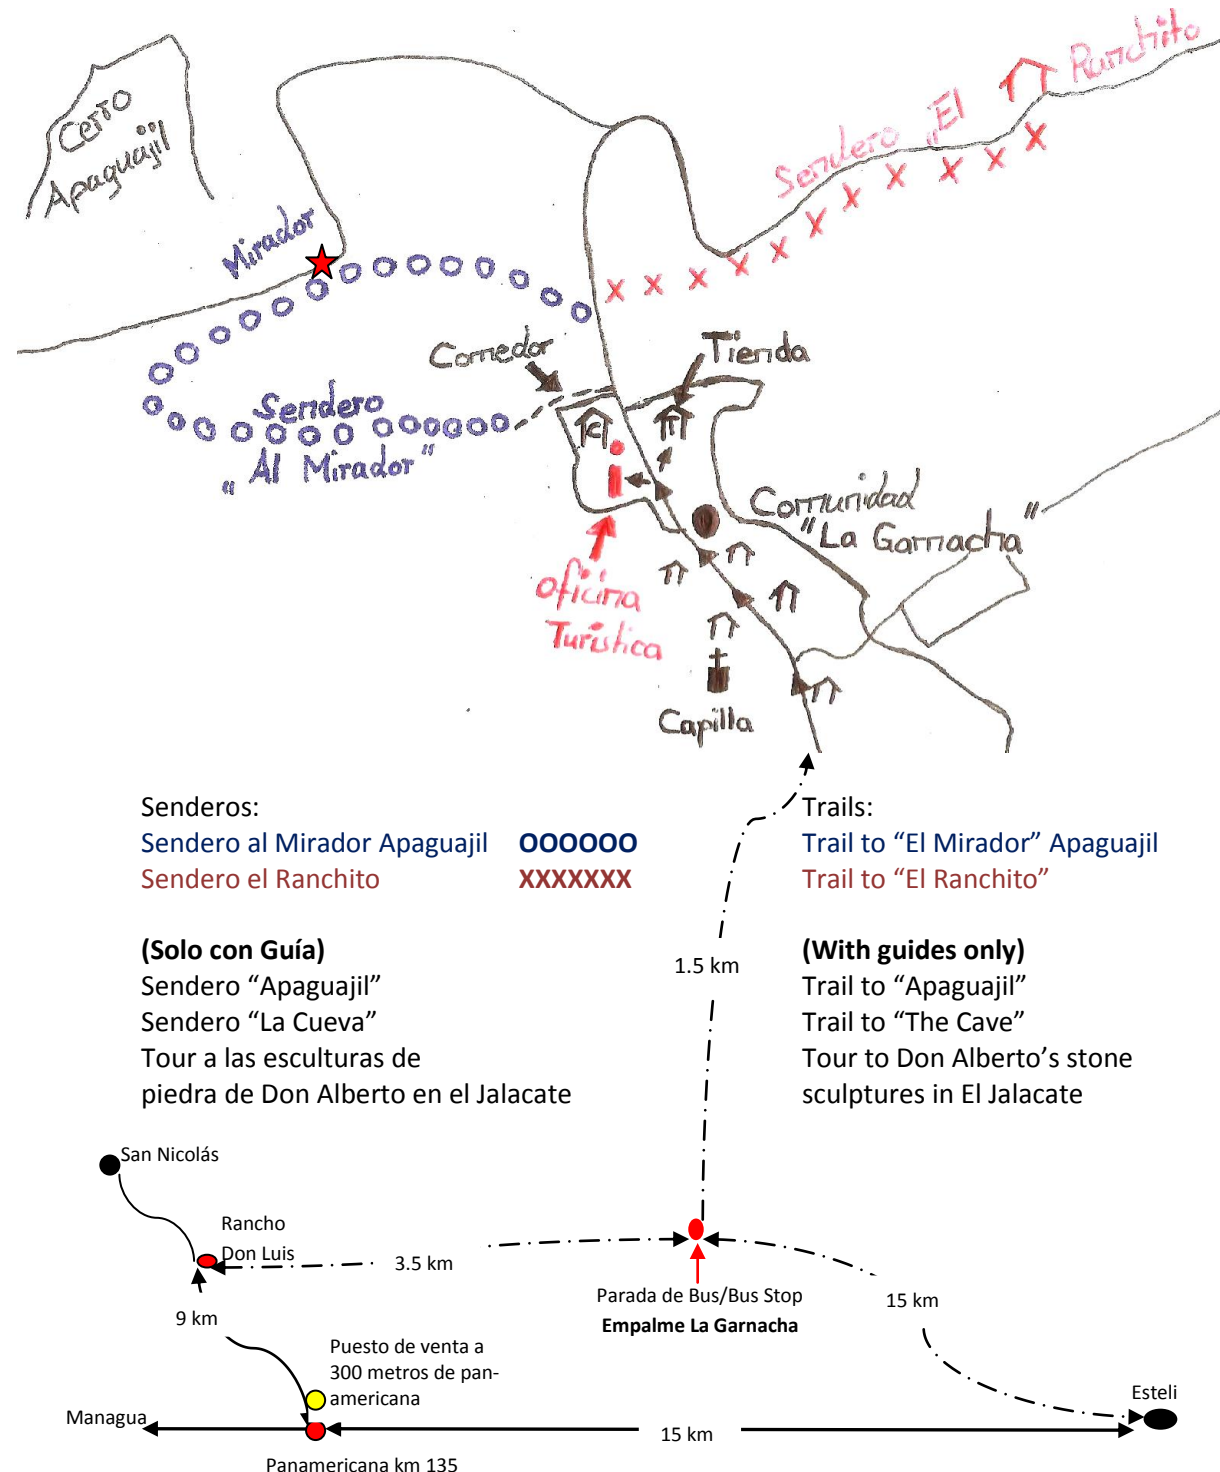 Cerro
Apaguajil
Mirador
Sendero "El Ranchito
Comedor
Tienda
Sendero
"Al Mirador"
C
T
i
Comunidad
"La Garnacha"
Oficina
Turística
Capilla
Senderos:
Sendero al Mirador Apaguajil OOOOOO
Sendero el Ranchito XXXXXXX
(Solo con Guía)
Sendero “Apaguajil”
Sendero “La Cueva”
Tour a las esculturas de
piedra de Don Alberto en el Jalacate
Trails:
Trail to “El Mirador” Apaguajil
Trail to “El Ranchito”
(With guides only)
Trail to “Apaguajil”
Trail to “The Cave”
Tour to Don Alberto’s stone
sculptures in El Jalacate
1.5 km
San Nicolás
Rancho
Don Luis
3.5 km
Parada de Bus/Bus Stop
Empalme La Garnacha
15 km
9 km
Puesto de venta a
300 metros de pan-
americana
Esteli
Managua
15 km
Panamericana km 135